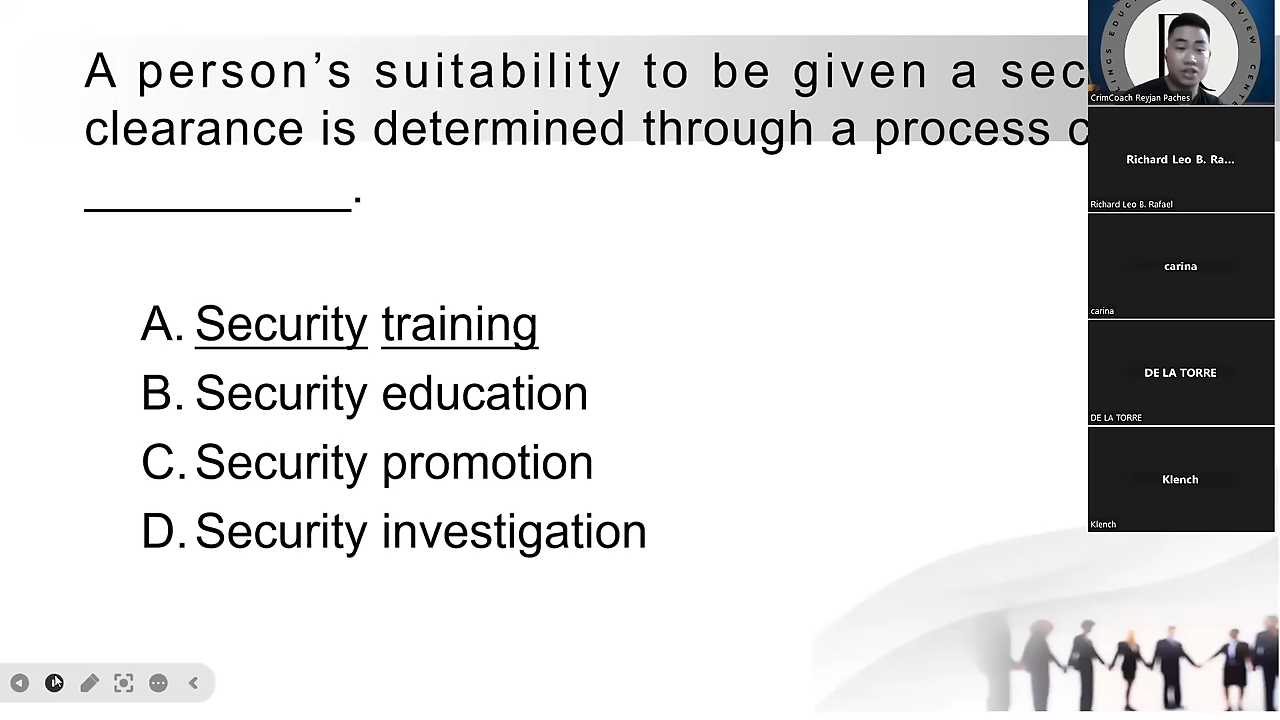 A person’s suitability to be given a sec
clearance is determined through a process c
___________.
A. Security training
B. Security education
C. Security promotion
D. Security investigation
CrimCoach Reyjan Paches
Richard Leo B. Ra...
Richard Leo B. Rafael
carina
carina
DE LA TORRE
DE LA TORRE
Klench
Klench